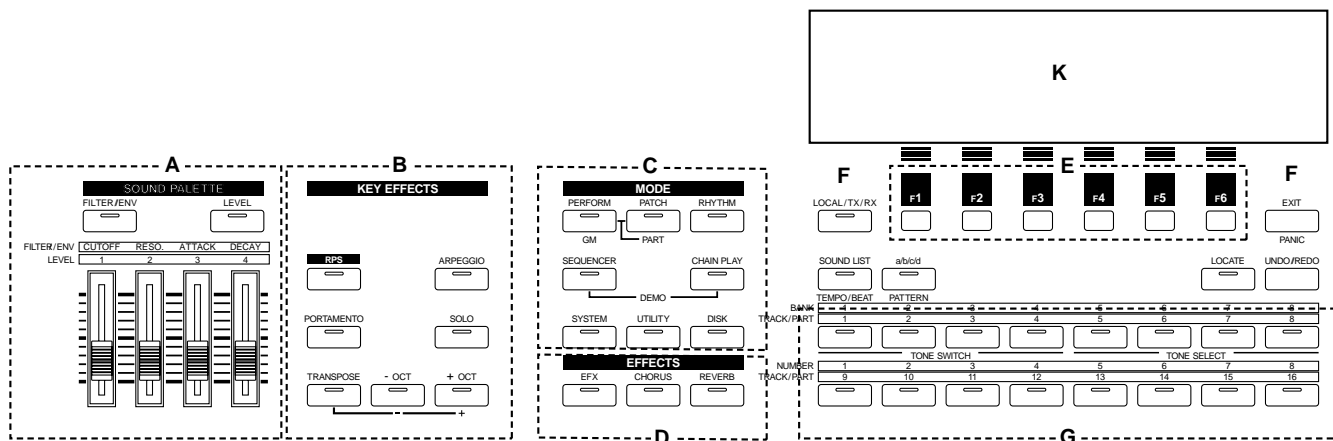 K
A
B
C
E
F
F
SOUND PALETTE
FILTER/ENV
LEVEL
FILTER/ENV CUTOFF RESO. ATTACK DECAY
LEVEL 1 2 3 4
KEY EFFECTS
RPS
ARPEGGIO
PORTAMENTO
SOLO
TRANSPOSE
- OCT
+ OCT
- +
MODE
PERFORM
PATCH
RHYTHM
GM
PART
SEQUENCER
CHAIN PLAY
DEMO
SYSTEM
UTILITY
DISK
EFFECTS
EFX
CHORUS
REVERB
D
LOCAL/TX/RX
F1 F2 F3 F4 F5 F6
EXIT
PANIC
SOUND LIST
a/b/c/d
LOCATE
UNDO/REDO
TEMPO/BEAT
PATTERN
BANK 1 2 3 4 5 6 7 8
TRACK/PART 1 2 3 4 5 6 7 8
TONE SWITCH
TONE SELECT
NUMBER 1 2 3 4 5 6 7 8
TRACK/PART 9 10 11 12 13 14 15 16
G